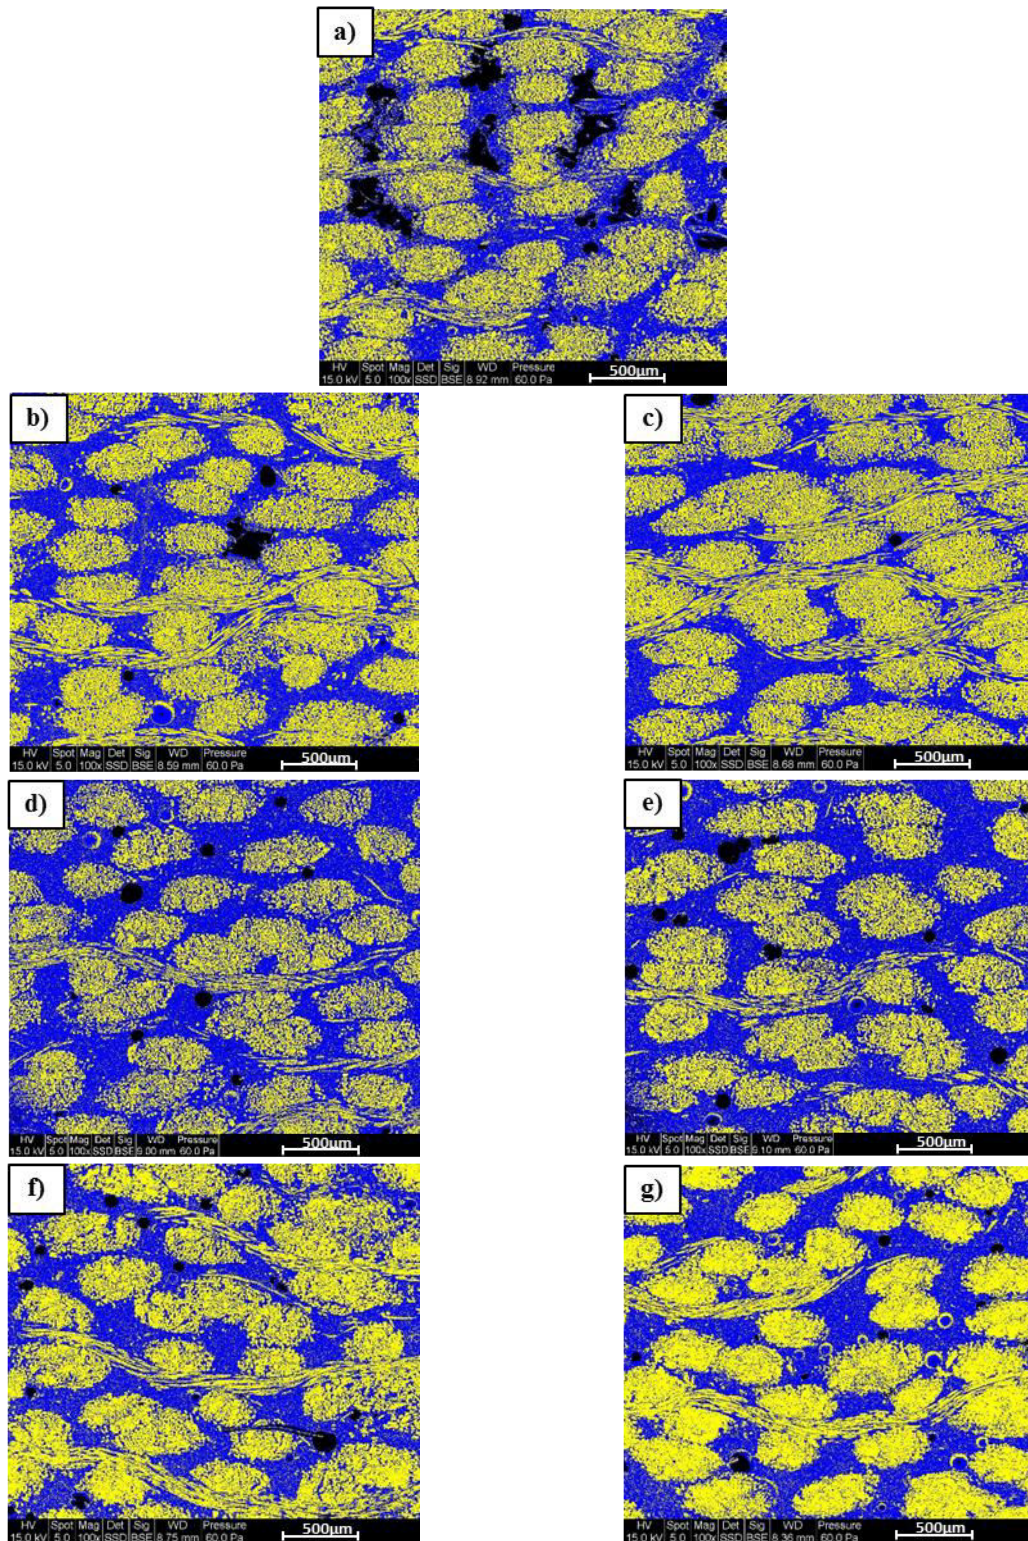 a)
HV Spot Mag Det Sig WD Pressure
15.0 kV 5.0 100x SSD BSE 8.92 mm 60.0 Pa 500µm
b)
HV Spot Mag Det Sig WD Pressure
15.0 kV 5.0 100x SSD BSE 8.59 mm 60.0 Pa 500µm
c)
HV Spot Mag Det Sig WD Pressure
15.0 kV 5.0 100x SSD BSE 8.68 mm 60.0 Pa 500µm
d)
HV Spot Mag Det Sig WD Pressure
15.0 kV 5.0 100x SSD BSE 9.00 mm 60.0 Pa 500µm
e)
HV Spot Mag Det Sig WD Pressure
15.0 kV 5.0 100x SSD BSE 9.10 mm 60.0 Pa 500µm
f)
HV Spot Mag Det Sig WD Pressure
15.0 kV 5.0 100x SSD BSE 8.75 mm 60.0 Pa 500µm
g)
HV Spot Mag Det Sig WD Pressure
15.0 kV 5.0 100x SSD BSE 8.36 mm 60.0 Pa 500µm